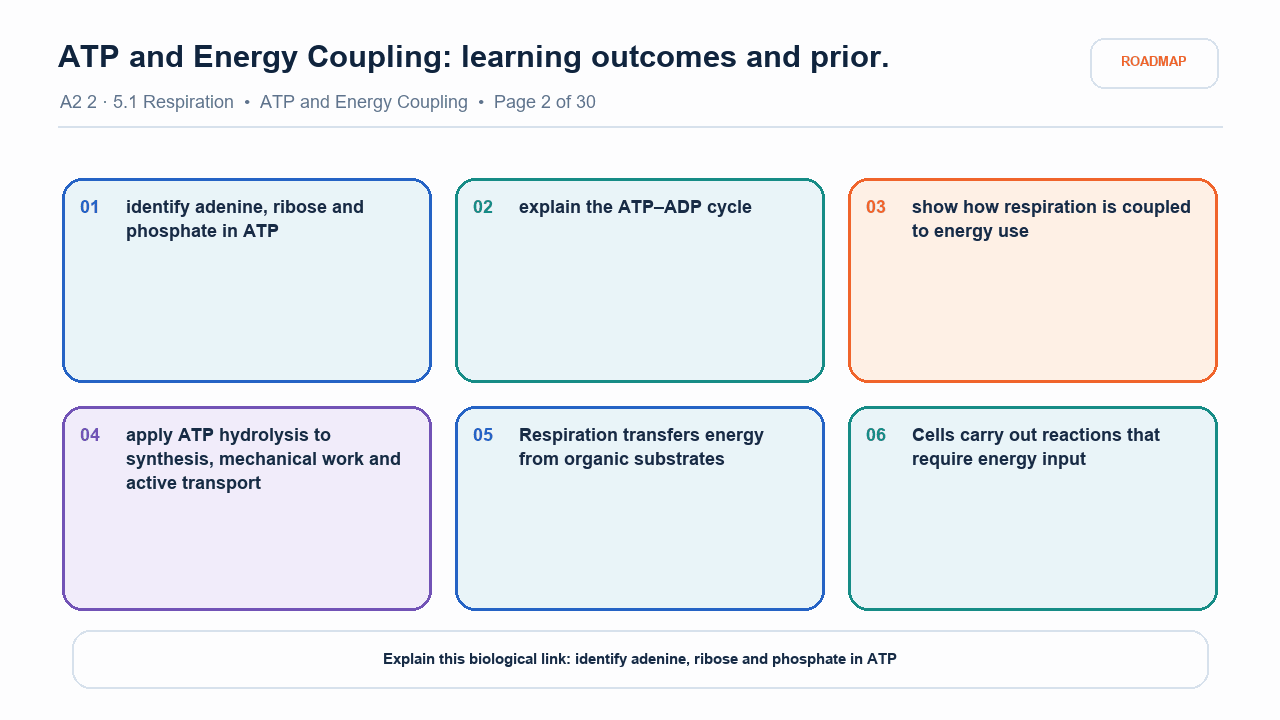 ATP and Energy Coupling: learning outcomes and prior.
ROADMAP
A2 2 · 5.1 Respiration • ATP and Energy Coupling • Page 2 of 30
01 identify adenine, ribose and
phosphate in ATP
02 explain the ATP–ADP cycle
03 show how respiration is coupled
to energy use
04 apply ATP hydrolysis to
synthesis, mechanical work and
active transport
05 Respiration transfers energy
from organic substrates
06 Cells carry out reactions that
require energy input
Explain this biological link: identify adenine, ribose and phosphate in ATP